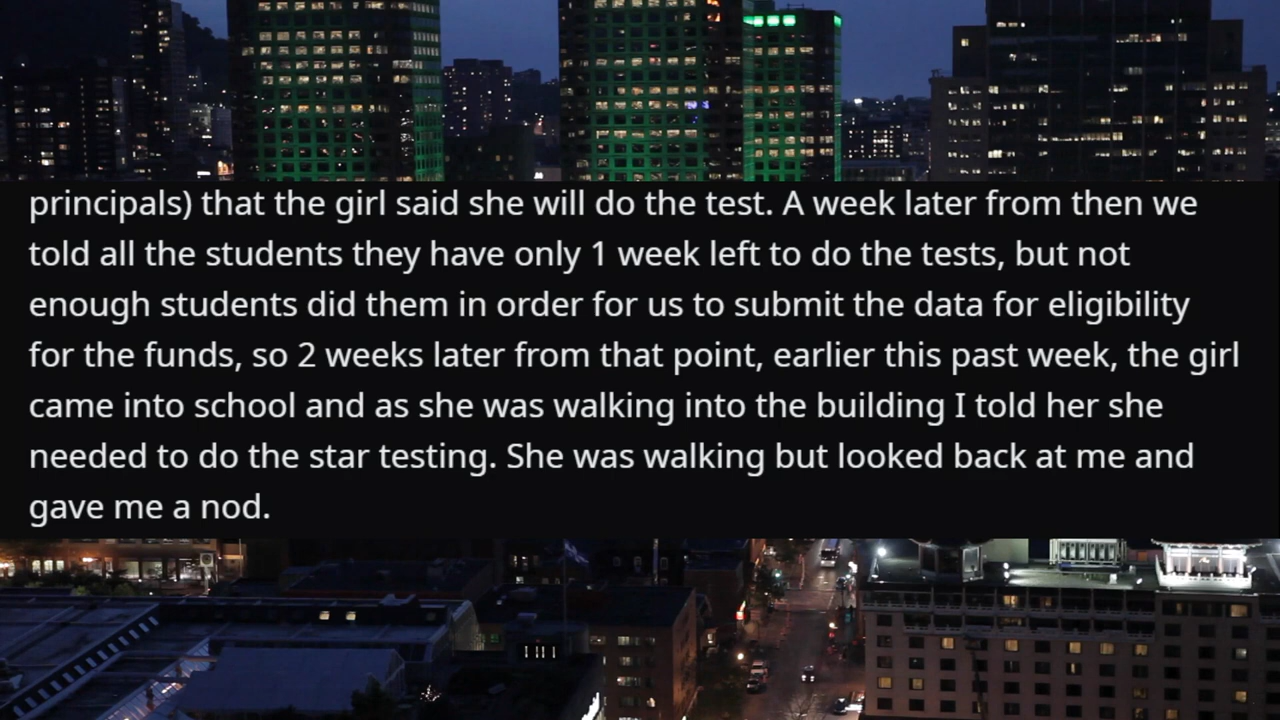 principals) that the girl said she will do the test. A week later from then we
told all the students they have only 1 week left to do the tests, but not
enough students did them in order for us to submit the data for eligibility
for the funds, so 2 weeks later from that point, earlier this past week, the girl
came into school and as she was walking into the building I told her she
needed to do the star testing. She was walking but looked back at me and
gave me a nod.